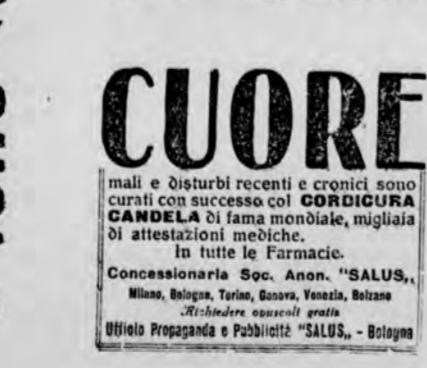 CUORE
mali e disturbi recenti e cronici sono
curati con successo col CORDICURA
CANDELA di fama mondiale, migliaia
di attestazioni mediche.
In tutte le Farmacie.
Concessionaria Soc. Anon. "SALUS„
Milano, Bologna, Torino, Genova, Venezia, Bolzano
Richiedere opuscoli gratis
Ufficio Propaganda e Pubblicità "SALUS„ - Bologna